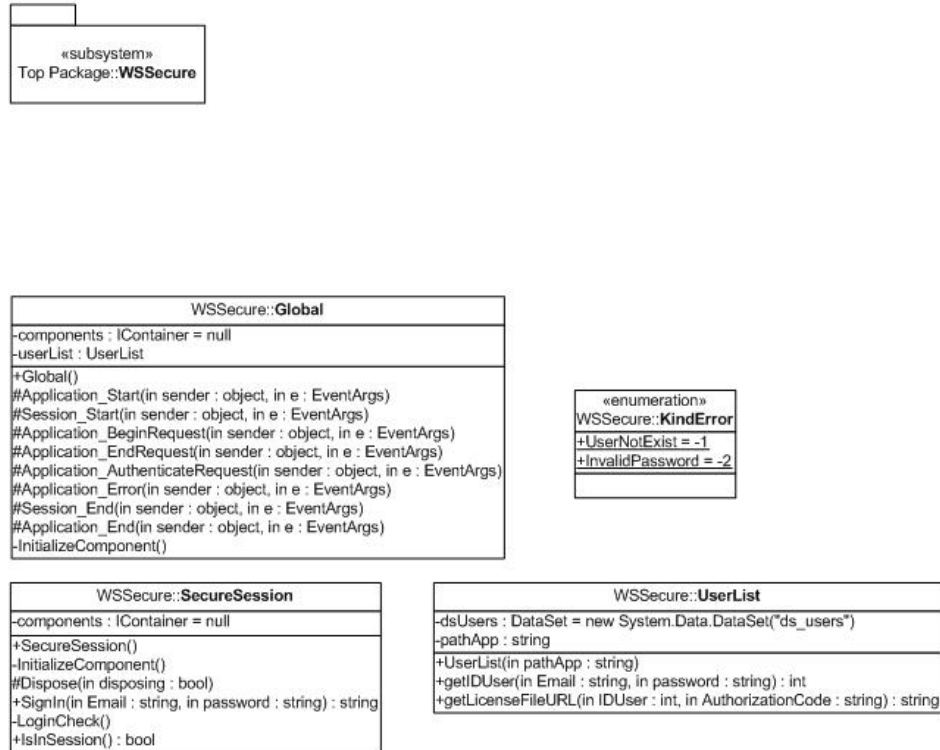 «subsystem»
Top Package::WSSecure
WSSecure::Global
-components : IContainer = null
-userList : UserList
+Global()
#Application_Start(in sender : object, in e : EventArgs)
#Session_Start(in sender : object, in e : EventArgs)
#Application_BeginRequest(in sender : object, in e : EventArgs)
#Application_EndRequest(in sender : object, in e : EventArgs)
#Application_AuthenticateRequest(in sender : object, in e : EventArgs)
#Application_Error(in sender : object, in e : EventArgs)
#Session_End(in sender : object, in e : EventArgs)
#Application_End(in sender : object, in e : EventArgs)
-InitializeComponent()
«enumeration»
WSSecure::KindError
+UserNotExist = -1
+InvalidPassword = -2
WSSecure::SecureSession
-components : IContainer = null
+SecureSession()
-InitializeComponent()
#Dispose(in disposing : bool)
+SignIn(in Email : string, in password : string) : string
-LoginCheck()
+IsInSession() : bool
WSSecure::UserList
-dsUsers : DataSet = new System.Data.DataSet("ds_users")
-pathApp : string
+UserList(in pathApp : string)
+getIDUser(in Email : string, in password : string) : int
+getLicenseFileURL(in IDUser : int, in AuthorizationCode : string) : string